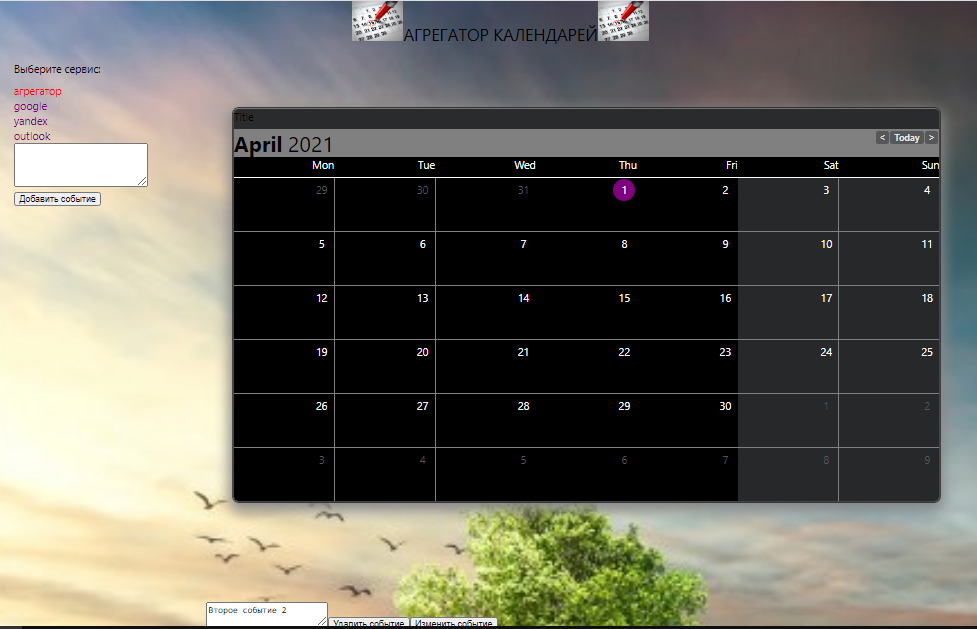 АГРЕГАТОР КАЛЕНДАРЕЙ
Выберите сервис:
агрегатор
google
yandex
outlook
Добавить событие
Title
April 2021
< Today >
Mon Tue Wed Thu Fri Sat Sun
29 30 31 1 2 3 4
5 6 7 8 9 10 11
12 13 14 15 16 17 18
19 20 21 22 23 24 25
26 27 28 29 30 1 2
3 4 5 6 7 8 9
Второе событие 2
Удалить событие Изменить событие